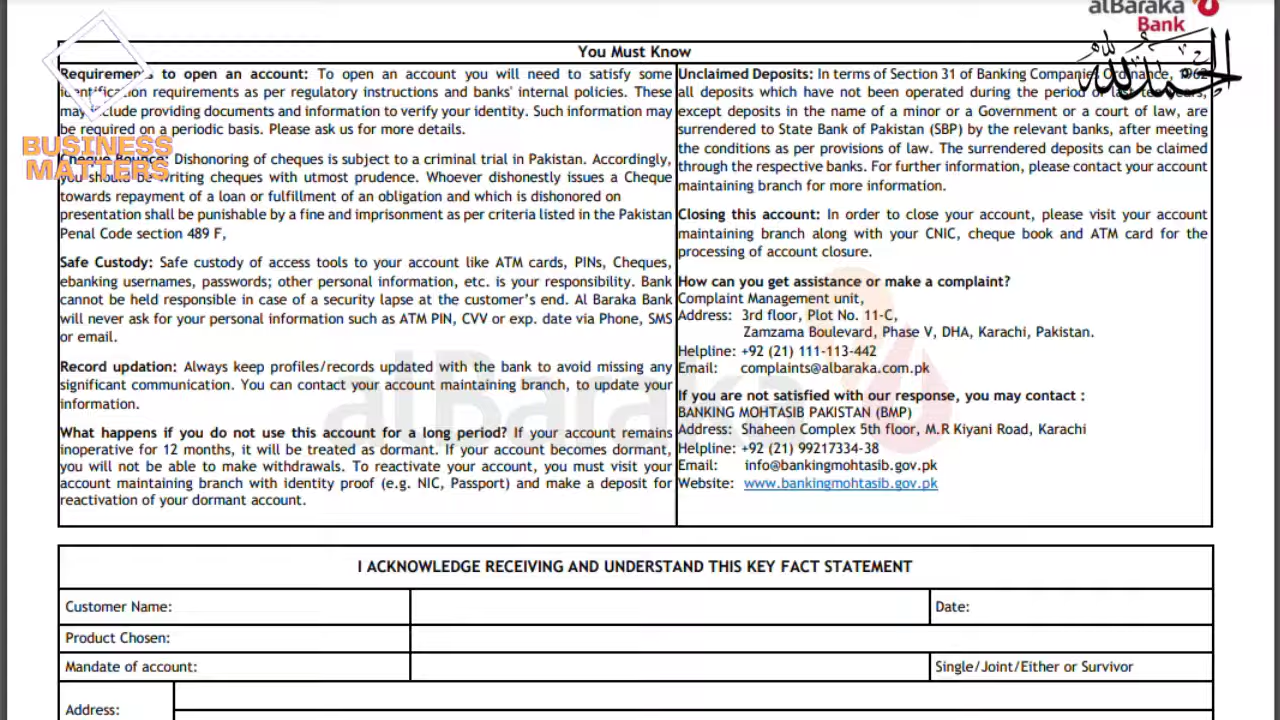 alBaraka
Bank
الحمد لله
BUSINESS
MATTERS
You Must Know
Requirements to open an account: To open an account you will need to satisfy some
identification requirements as per regulatory instructions and banks' internal policies. These
may include providing documents and information to verify your identity. Such information may
be required on a periodic basis. Please ask us for more details.
Cheque Bounce: Dishonoring of cheques is subject to a criminal trial in Pakistan. Accordingly,
you should be writing cheques with utmost prudence. Whoever dishonestly issues a Cheque
towards repayment of a loan or fulfillment of an obligation and which is dishonored on
presentation shall be punishable by a fine and imprisonment as per criteria listed in the Pakistan
Penal Code section 489 F,
Safe Custody: Safe custody of access tools to your account like ATM cards, PINs, Cheques,
ebanking usernames, passwords; other personal information, etc. is your responsibility. Bank
cannot be held responsible in case of a security lapse at the customer's end. Al Baraka Bank
will never ask for your personal information such as ATM PIN, CVV or exp. date via Phone, SMS
or email.
Record updation: Always keep profiles/records updated with the bank to avoid missing any
significant communication. You can contact your account maintaining branch, to update your
information.
What happens if you do not use this account for a long period? If your account remains
inoperative for 12 months, it will be treated as dormant. If your account becomes dormant,
you will not be able to make withdrawals. To reactivate your account, you must visit your
account maintaining branch with identity proof (e.g. NIC, Passport) and make a deposit for
reactivation of your dormant account.
Unclaimed Deposits: In terms of Section 31 of Banking Companies Ordinance, 1962
all deposits which have not been operated during the period of last ten years,
except deposits in the name of a minor or a Government or a court of law, are
surrendered to State Bank of Pakistan (SBP) by the relevant banks, after meeting
the conditions as per provisions of law. The surrendered deposits can be claimed
through the respective banks. For further information, please contact your account
maintaining branch for more information.
Closing this account: In order to close your account, please visit your account
maintaining branch along with your CNIC, cheque book and ATM card for the
processing of account closure.
How can you get assistance or make a complaint?
Complaint Management unit,
Address: 3rd floor, Plot No. 11-C,
Zamzama Boulevard, Phase V, DHA, Karachi, Pakistan.
Helpline: +92 (21) 111-113-442
Email: complaints@albaraka.com.pk
If you are not satisfied with our response, you may contact :
BANKING MOHTASIB PAKISTAN (BMP)
Address: Shaheen Complex 5th floor, M.R Kiyani Road, Karachi
Helpline: +92 (21) 99217334-38
Email: info@bankingmohtasib.gov.pk
Website: www.bankingmohtasib.gov.pk
alBaraka
I ACKNOWLEDGE RECEIVING AND UNDERSTAND THIS KEY FACT STATEMENT
Customer Name:
Date:
Product Chosen:
Mandate of account:
Single/Joint/Either or Survivor
Address: